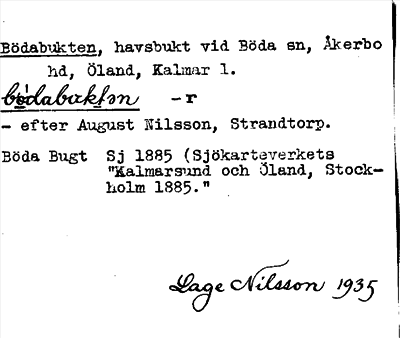 Bödabukten, havsbukt vid Böda sn, Åkerbo
hd, Öland, Kalmar l.
bödabuktən -r
- efter August Nilsson, Strandtorp.
Böda Bugt Sj 1885 (Sjökarteverkets
"Kalmarsund och Öland, Stock-
holm 1885."
Lage Nilsson 1935